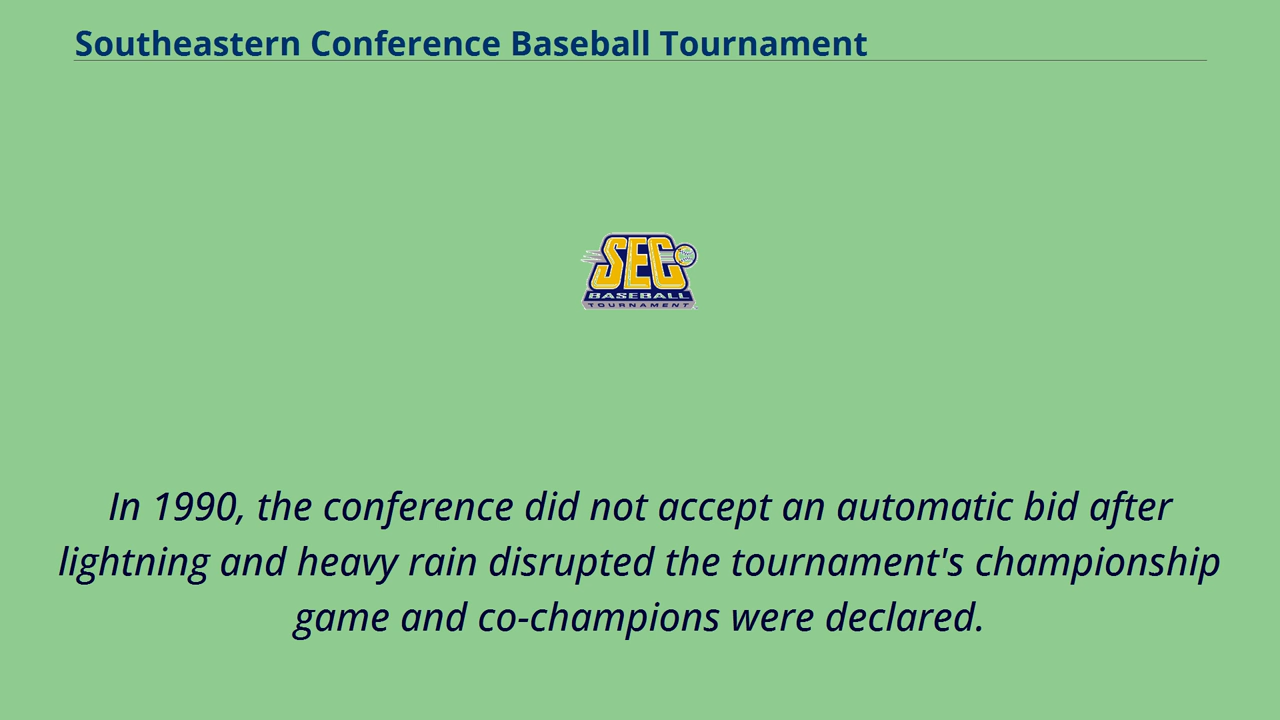 Southeastern Conference Baseball Tournament
SEC
BASEBALL
TOURNAMENT
In 1990, the conference did not accept an automatic bid after
lightning and heavy rain disrupted the tournament's championship
game and co-champions were declared.